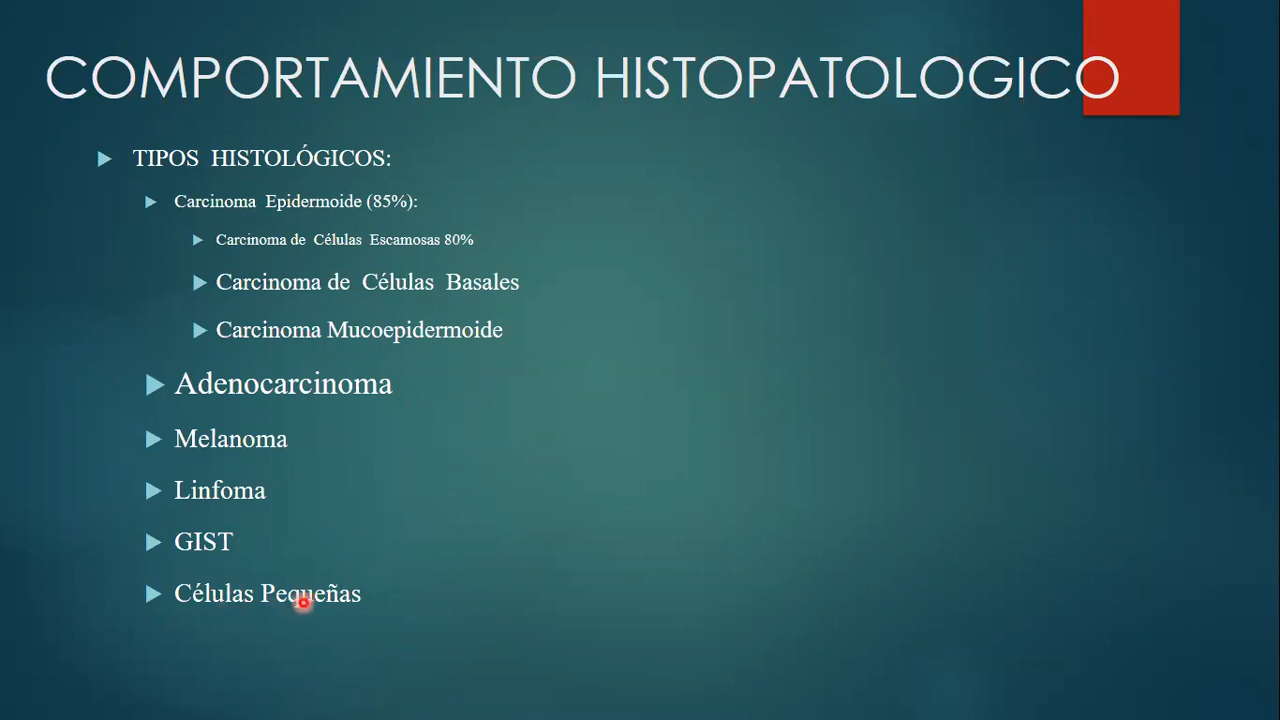 COMPORTAMIENTO HISTOPATOLOGICO
TIPOS HISTOLÓGICOS:
Carcinoma Epidermoide (85%):
Carcinoma de Células Escamosas 80%
Carcinoma de Células Basales
Carcinoma Mucoepidermoide
Adenocarcinoma
Melanoma
Linfoma
GIST
Células Pequeñas